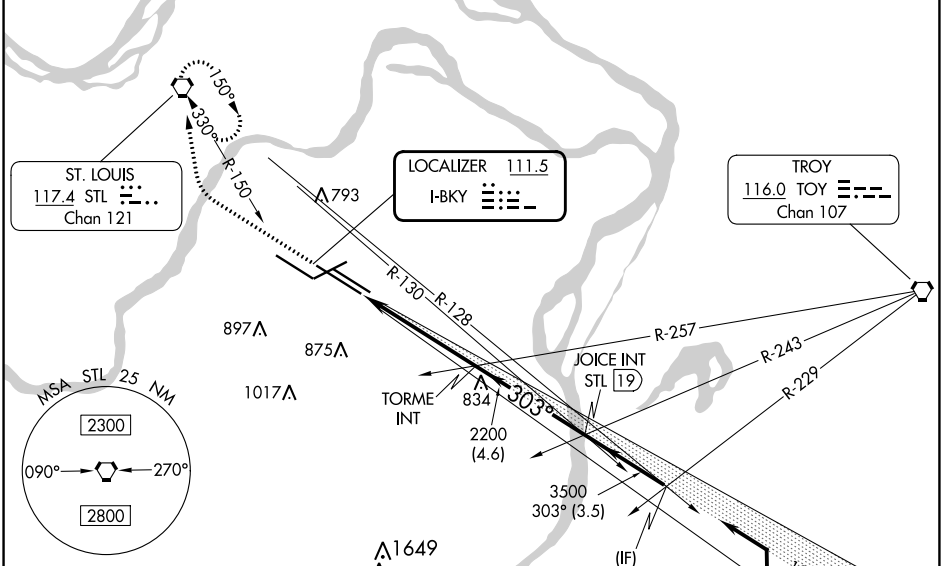 150°
330°
R-150
ST. LOUIS
117.4 STL
Chan 121
793
LOCALIZER 111.5
I-BKY
TROY
116.0 TOY
Chan 107
R-130
R-128
R-257
R-243
R-229
897
875
1017
JOICE INT
STL 19
TORME
INT
834
303°
2200
(4.6)
3500
303° (3.5)
(IF)
MSA STL 25 NM
2300
090°
270°
2800
1649